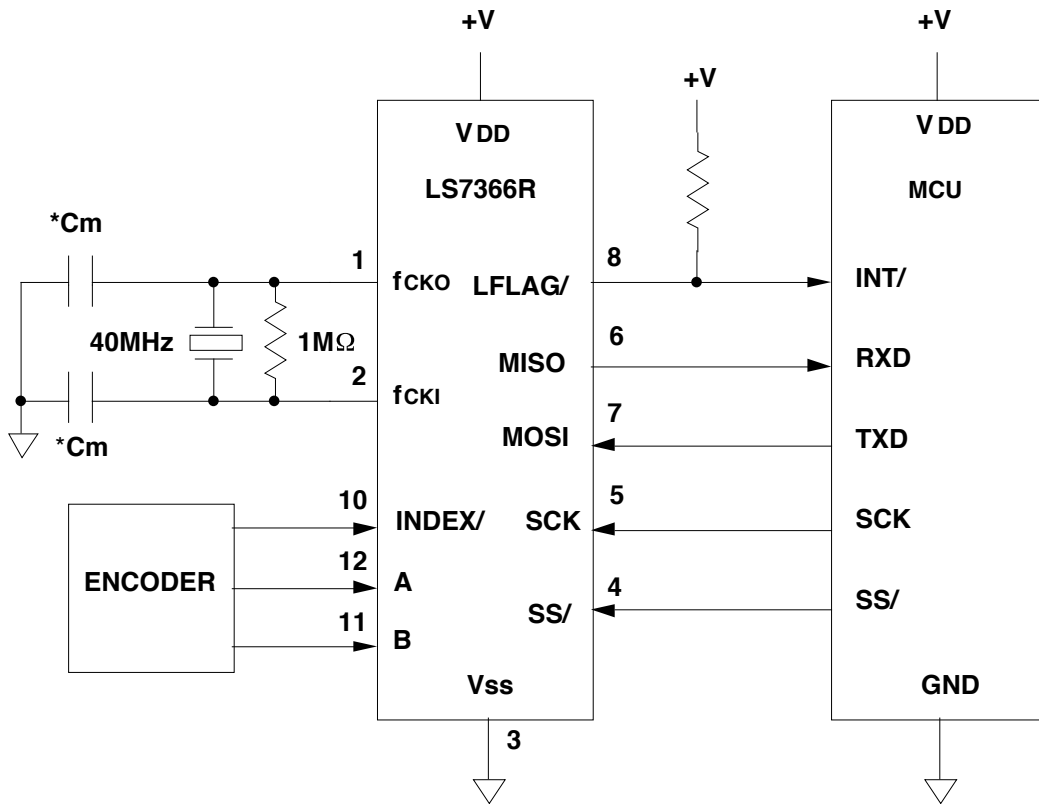 +V
+V
+V
VDD
LS7366R
VDD
MCU
*Cm
1
fCKO
LFLAG/
8
INT/
40MHz
1MΩ
MISO
6
RXD
2
fCKI
*Cm
MOSI
7
TXD
ENCODER
10
INDEX/
12
A
11
B
SCK
5
SCK
SS/
4
SS/
Vss
3
GND